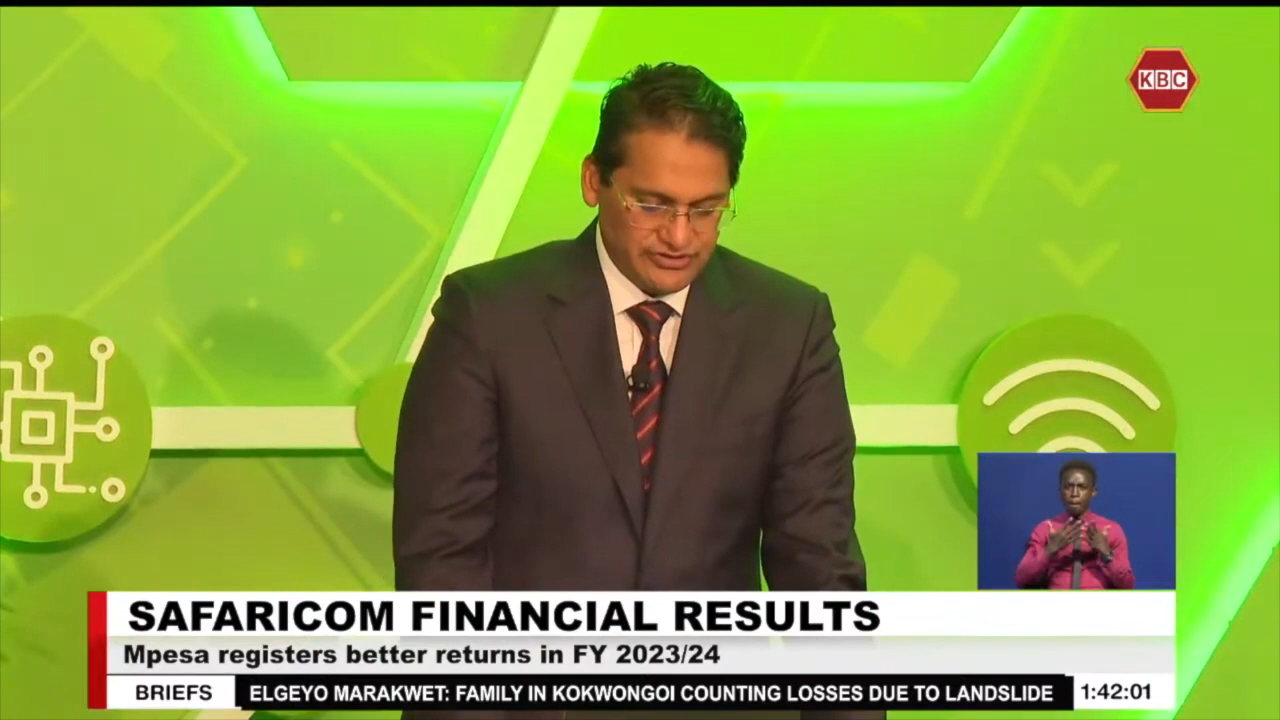 KBC
SAFARICOM FINANCIAL RESULTS
Mpesa registers better returns in FY 2023/24
BRIEFS ELGEYO MARAKWET: FAMILY IN KOKWONGOI COUNTING LOSSES DUE TO LANDSLIDE 1:42:01